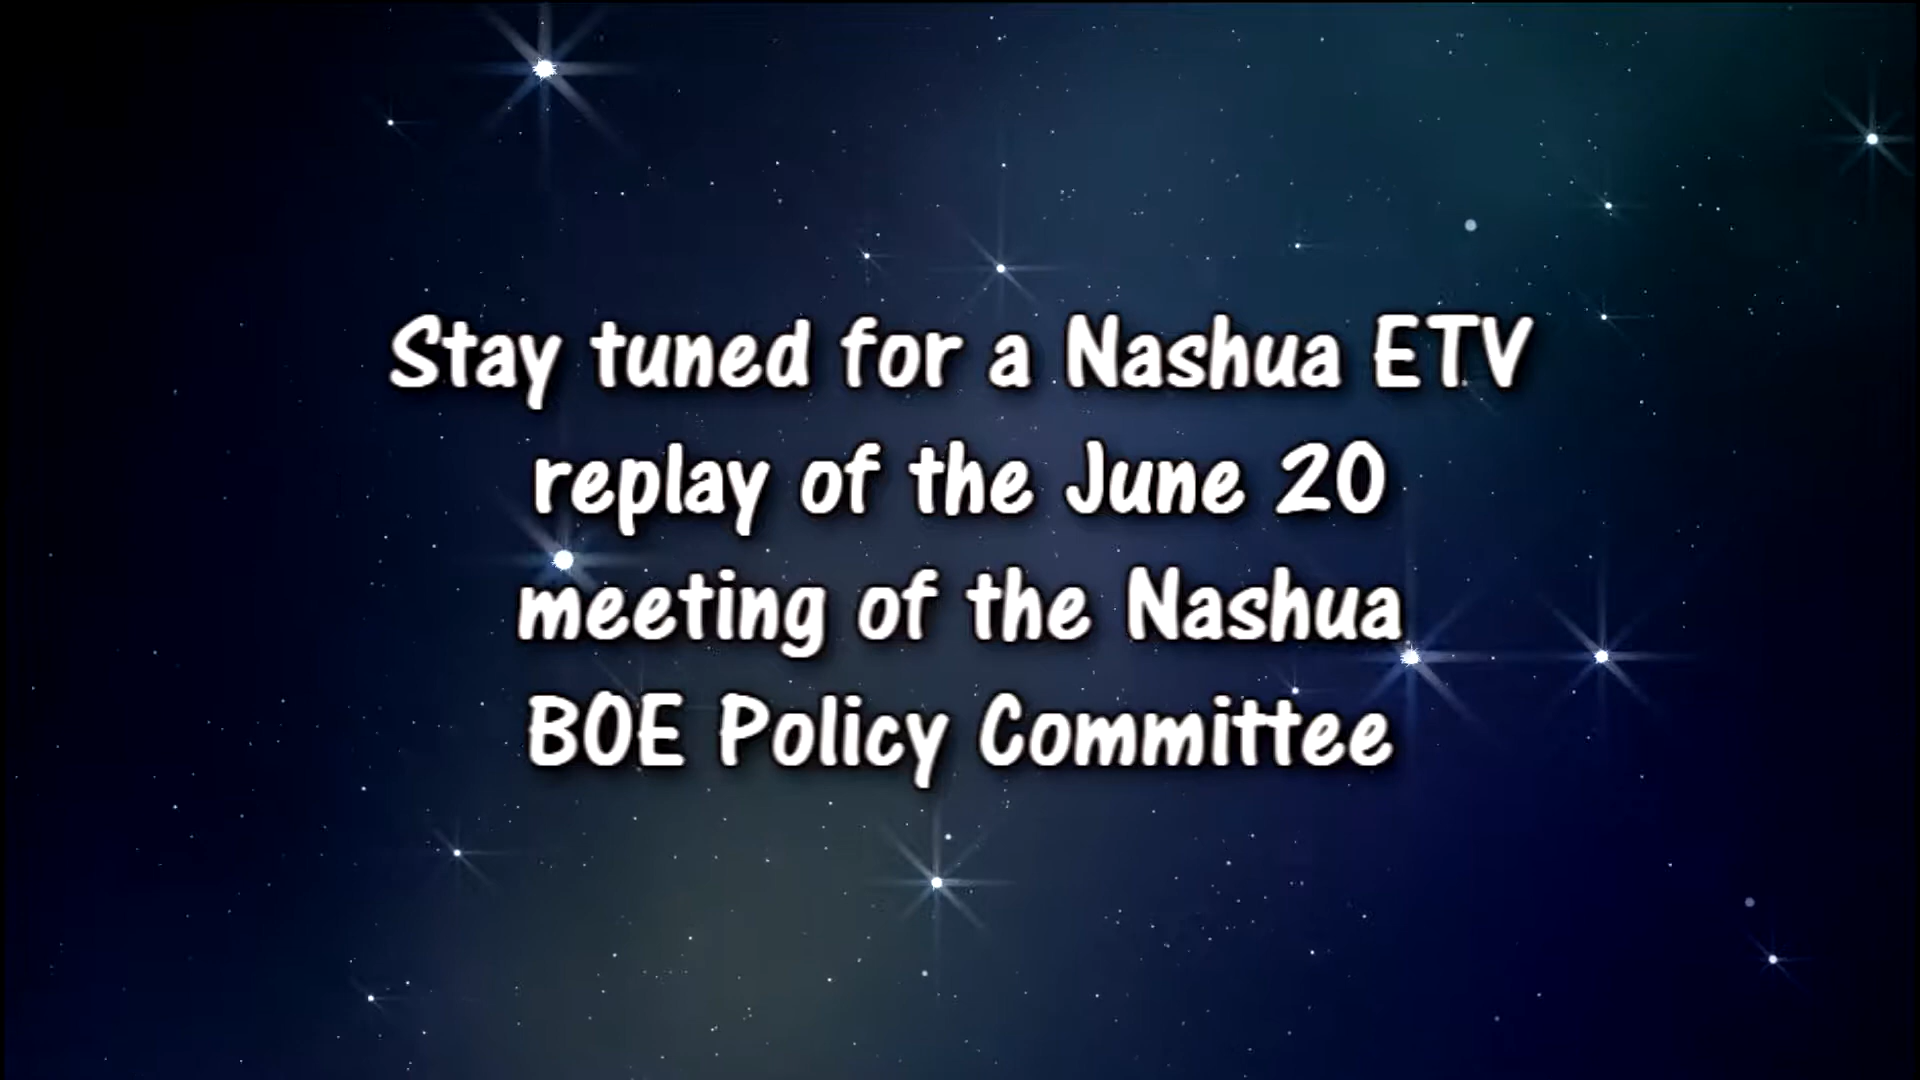 Stay tuned for a Nashua ETV
replay of the June 20
meeting of the Nashua
BOE Policy Committee